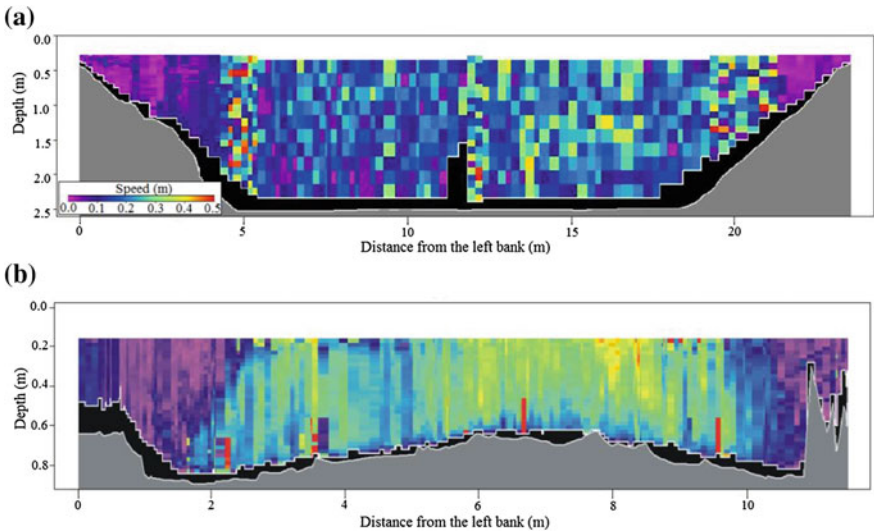 (a)
0.0
0.5
1.0
1.5
2.0
2.5
Depth (m)
Speed (m)
0.0 0.1 0.2 0.3 0.4 0.5
0 5 10 15 20
Distance from the left bank (m)
(b)
0.0
0.2
0.4
0.6
0.8
Depth (m)
0 2 4 6 8 10
Distance from the left bank (m)